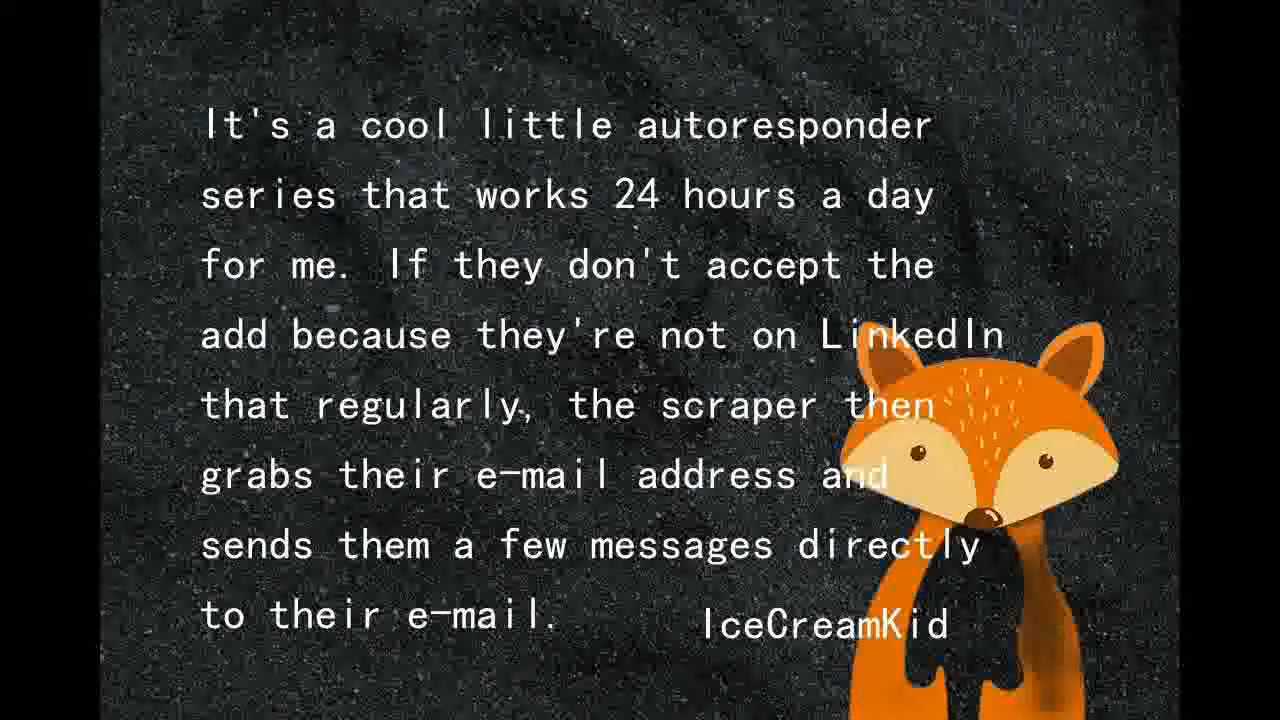 It's a cool little autoresponder
series that works 24 hours a day
for me. If they don't accept the
add because they're not on LinkedIn
that regularly, the scraper then
grabs their e-mail address and
sends them a few messages directly
to their e-mail.
IceCreamKid